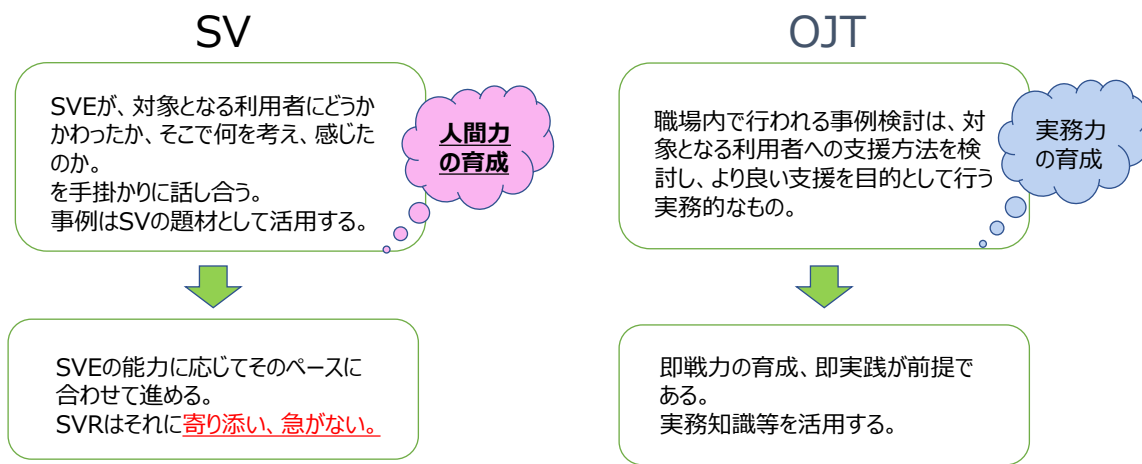 SV
SVEが、対象となる利用者にどうか
かわったか、そこで何を考え、感じた
のか。
を手掛かりに話し合う。
事例はSVの題材として活用する。
人間力
の育成
SVEの能力に応じてそのペースに
合わせて進める。
SVRはそれに寄り添い、急がない。
OJT
職場内で行われる事例検討は、対
象となる利用者への支援方法を検
討し、より良い支援を目的として行う
実務的なもの。
実務力
の育成
即戦力の育成、即実践が前提で
ある。
実務知識等を活用する。